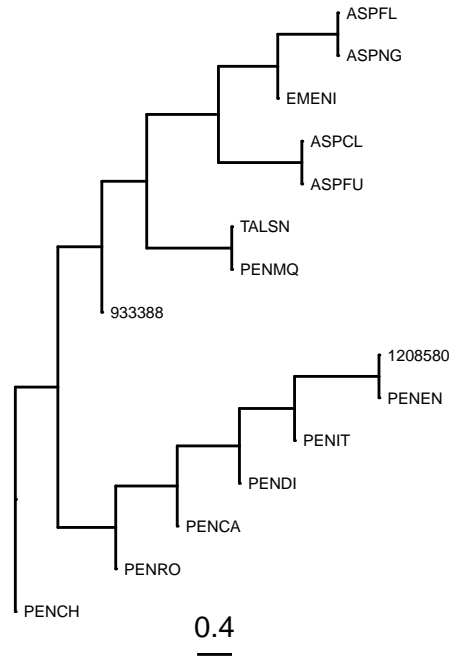 ASPFL
ASPNG
EMENI
ASPCL
ASPFU
TALSN
PENMQ
933388
1208580
PENEN
PENIT
PENDI
PENCA
PENRO
PENCH
0.4